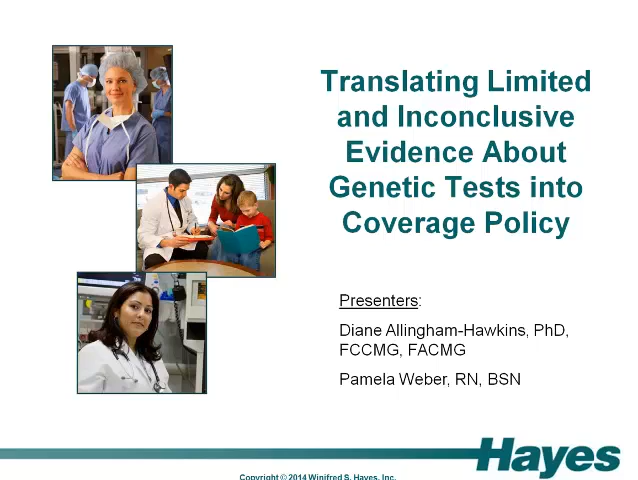 Translating Limited
and Inconclusive
Evidence About
Genetic Tests into
Coverage Policy
Presenters:
Diane Allingham-Hawkins, PhD,
FCCMG, FACMG
Pamela Weber, RN, BSN
Hayes
Copyright © 2014 Winifred S. Hayes, Inc.